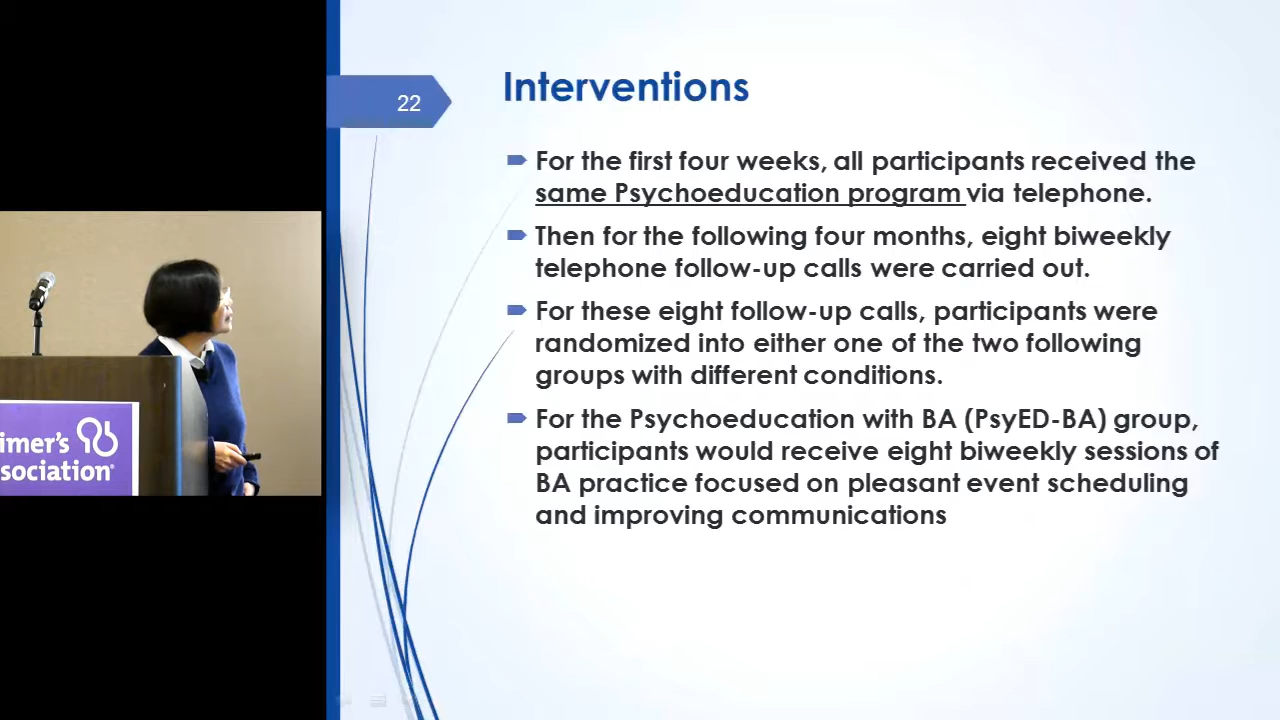 22
Interventions
For the first four weeks, all participants received the
same Psychoeducation program via telephone.
Then for the following four months, eight biweekly
telephone follow-up calls were carried out.
For these eight follow-up calls, participants were
randomized into either one of the two following
groups with different conditions.
For the Psychoeducation with BA (PsyED-BA) group,
participants would receive eight biweekly sessions of
BA practice focused on pleasant event scheduling
and improving communications
imer's
sociation®